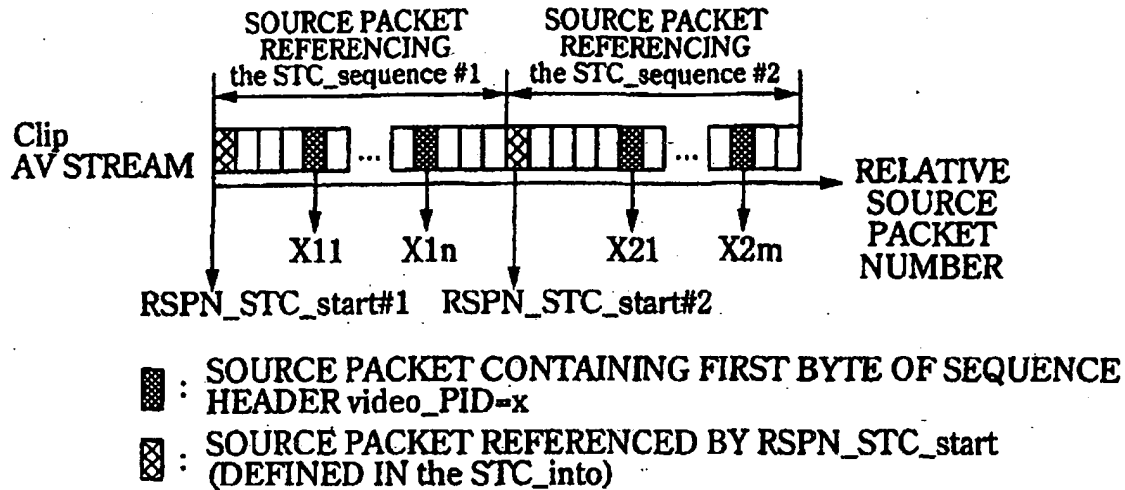 SOURCE PACKET
REFERENCING
the STC_sequence #1
SOURCE PACKET
REFERENCING
the STC_sequence #2
Clip
AV STREAM
...
...
RELATIVE
SOURCE
PACKET
NUMBER
X11
X1n
X21
X2m
RSPN_STC_start#1
RSPN_STC_start#2
: SOURCE PACKET CONTAINING FIRST BYTE OF SEQUENCE
HEADER video_PID=x
: SOURCE PACKET REFERENCED BY RSPN_STC_start
(DEFINED IN the STC_into)